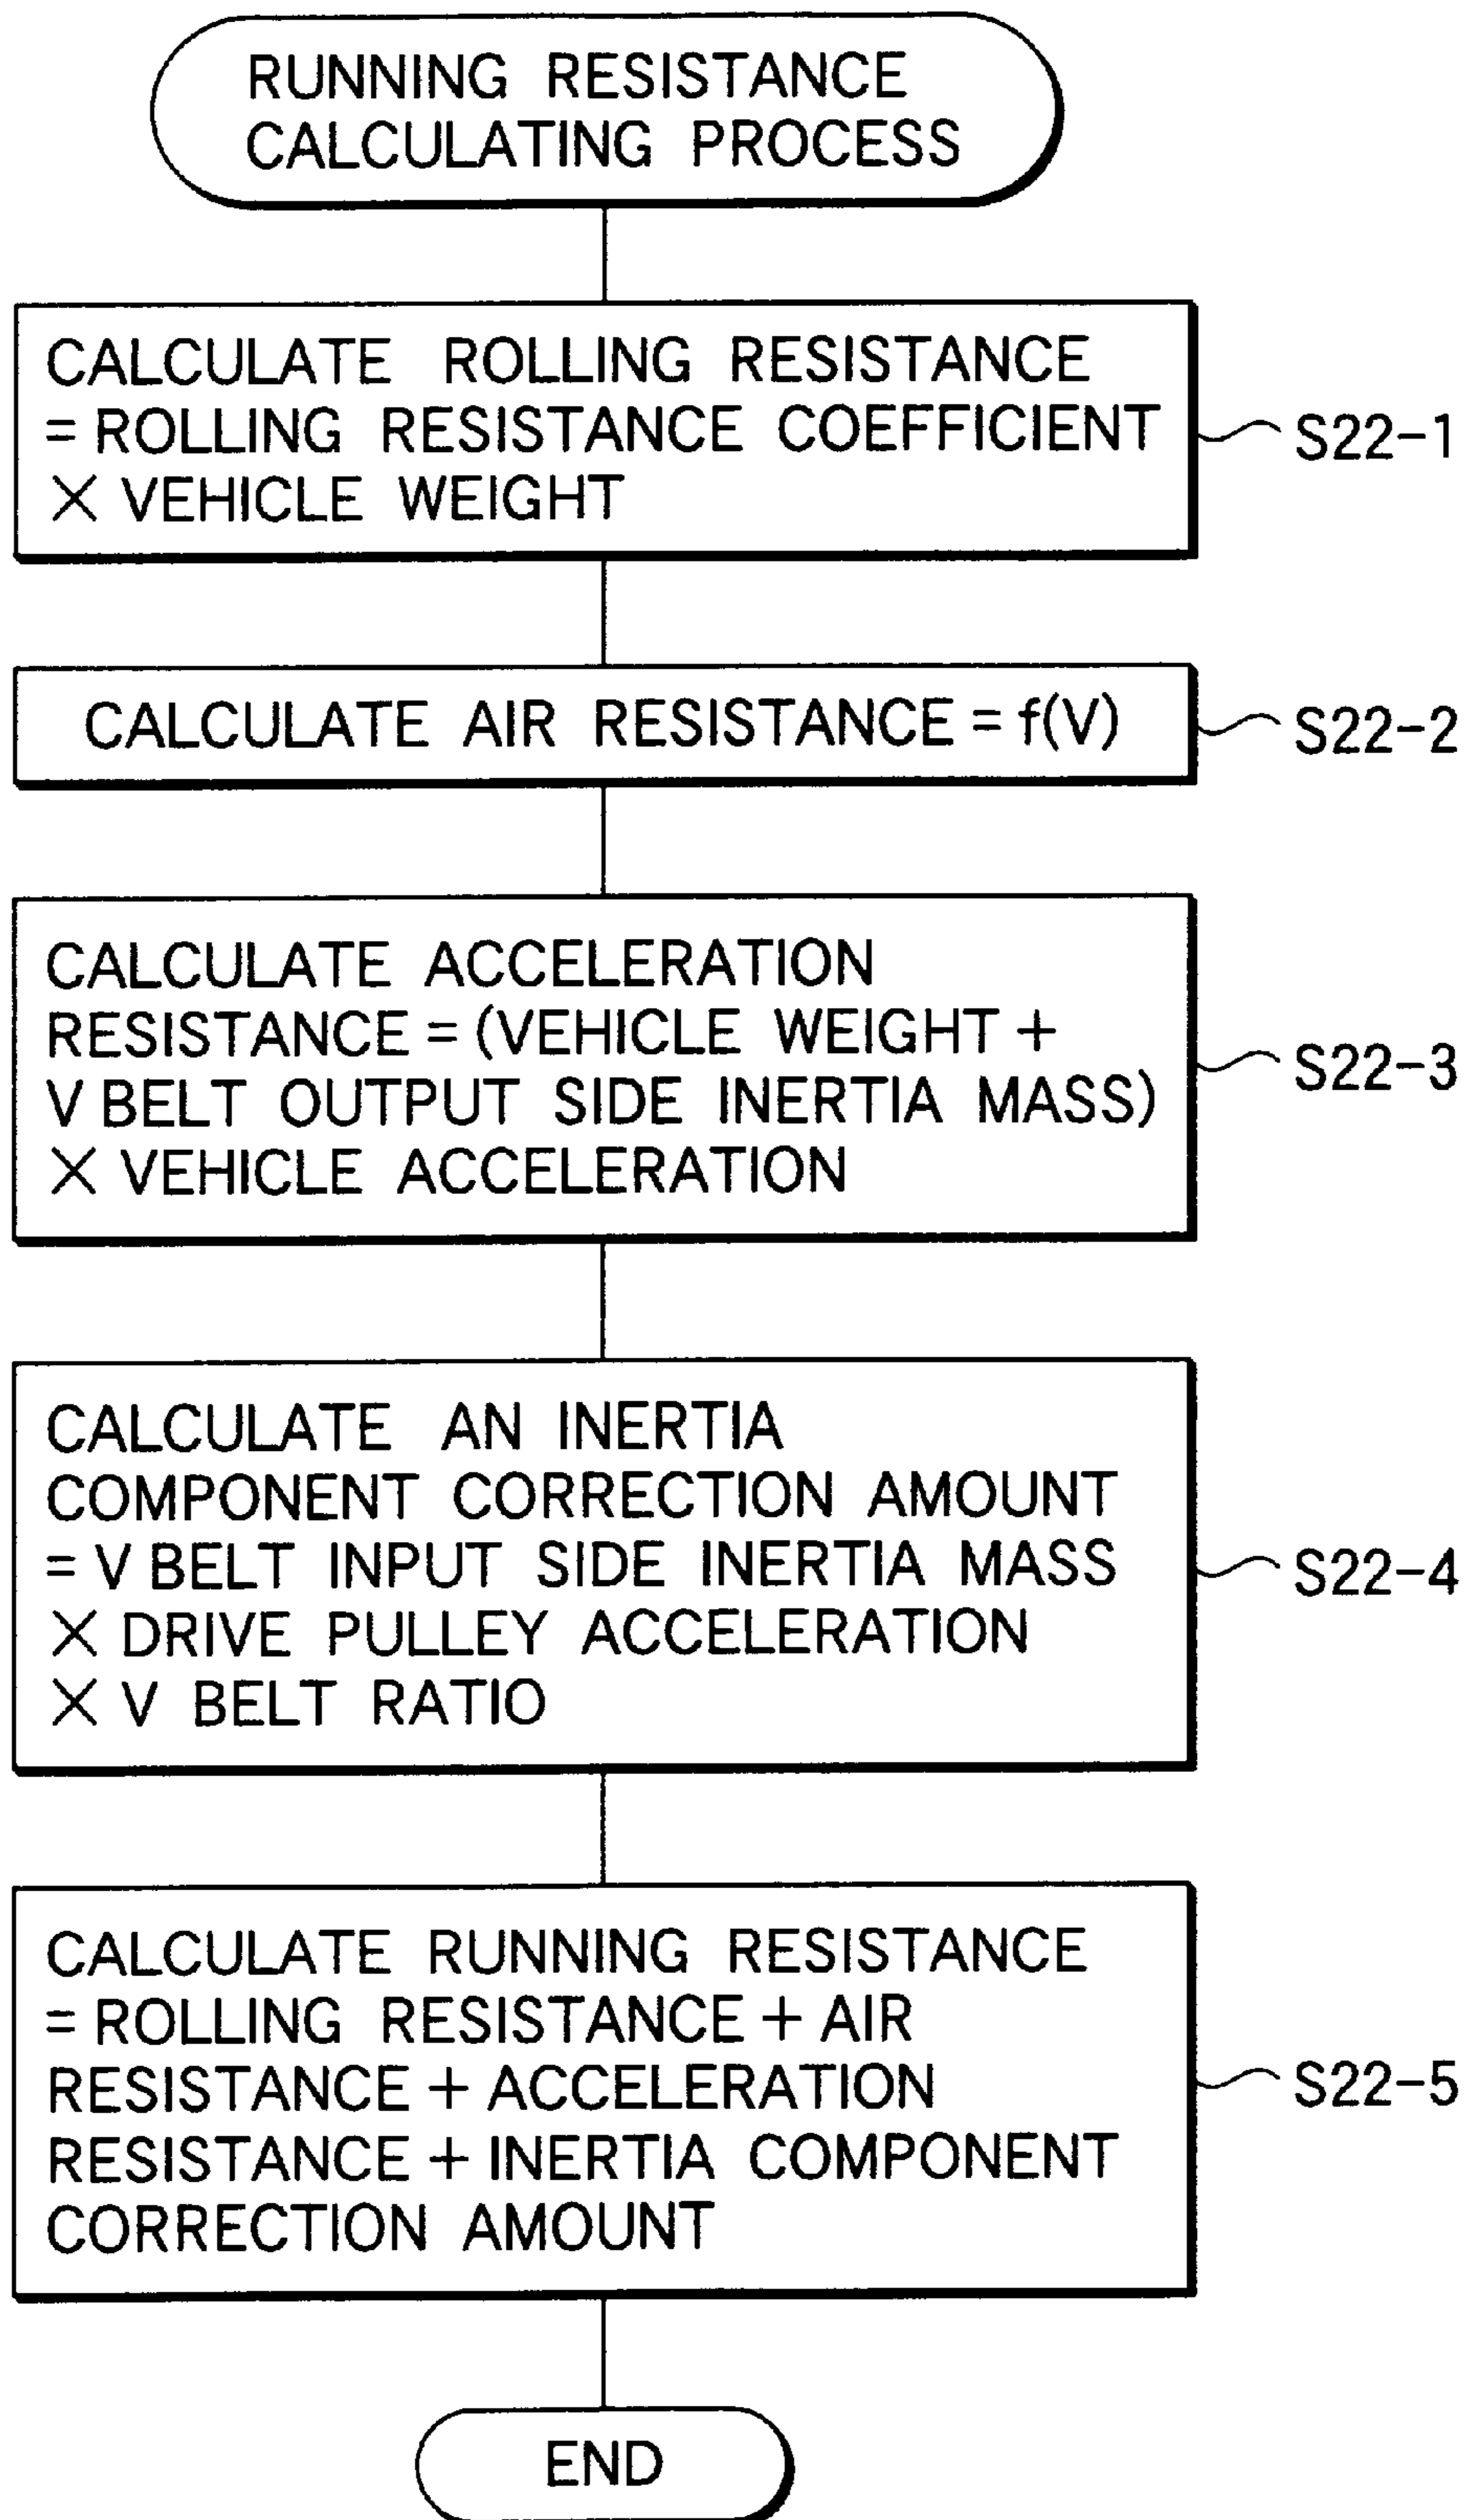 RUNNING RESISTANCE
CALCULATING PROCESS
CALCULATE ROLLING RESISTANCE
= ROLLING RESISTANCE COEFFICIENT
× VEHICLE WEIGHT
S22-1
CALCULATE AIR RESISTANCE = f(V)
S22-2
CALCULATE ACCELERATION
RESISTANCE = (VEHICLE WEIGHT +
V BELT OUTPUT SIDE INERTIA MASS)
× VEHICLE ACCELERATION
S22-3
CALCULATE AN INERTIA
COMPONENT CORRECTION AMOUNT
= V BELT INPUT SIDE INERTIA MASS
× DRIVE PULLEY ACCELERATION
× V BELT RATIO
S22-4
CALCULATE RUNNING RESISTANCE
= ROLLING RESISTANCE + AIR
RESISTANCE + ACCELERATION
RESISTANCE + INERTIA COMPONENT
CORRECTION AMOUNT
S22-5
END